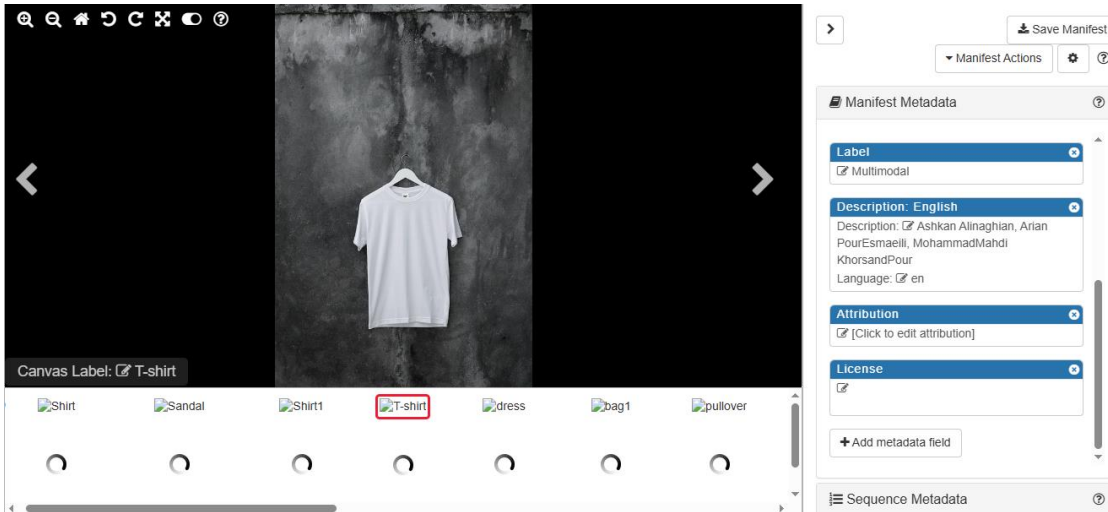 Save Manifest
Manifest Actions
Manifest Metadata
Label
Multimodal
Description: English
Description: Ashkan Alinaghian, Arian
PourEsmaeili, MohammadMahdi
KhorsandPour
Language: en
Attribution
[Click to edit attribution]
License
+ Add metadata field
Sequence Metadata
Canvas Label: T-shirt
Shirt
Sandal
Shirt1
T-shirt
dress
bag1
pullover